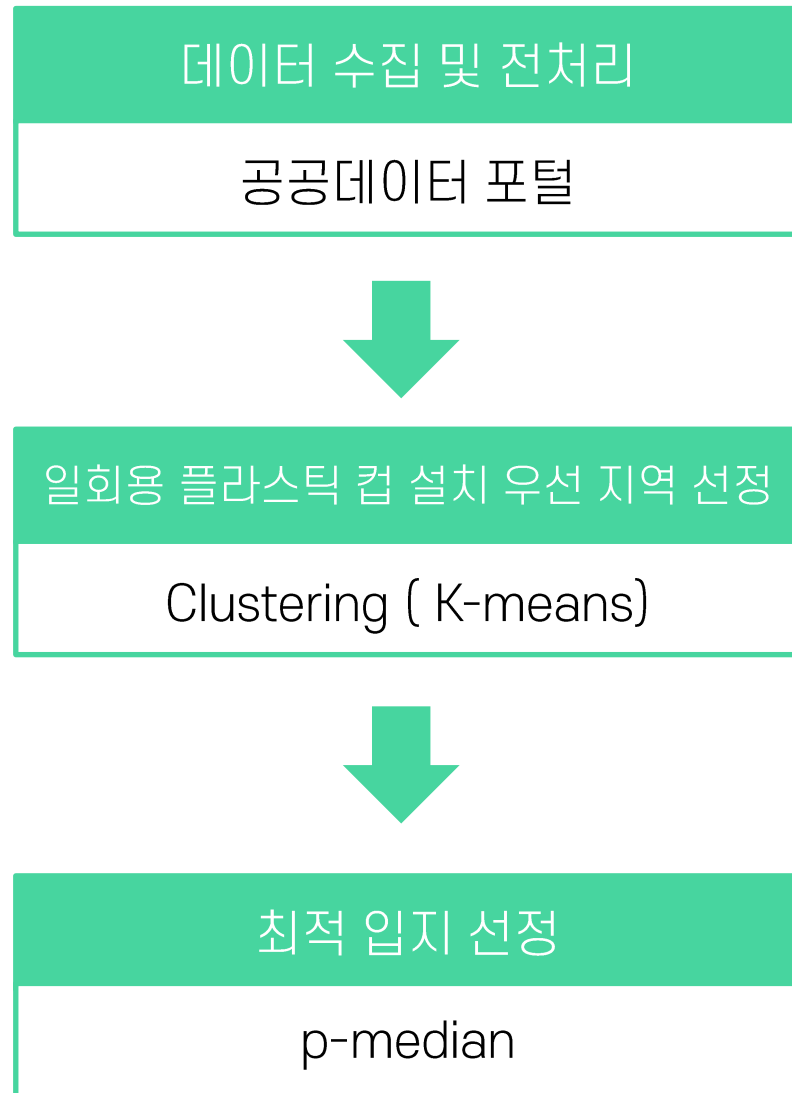 데이터 수집 및 전처리
공공데이터 포털
일회용 플라스틱 컵 설치 우선 지역 선정
Clustering ( K-means)
최적 입지 선정
p-median